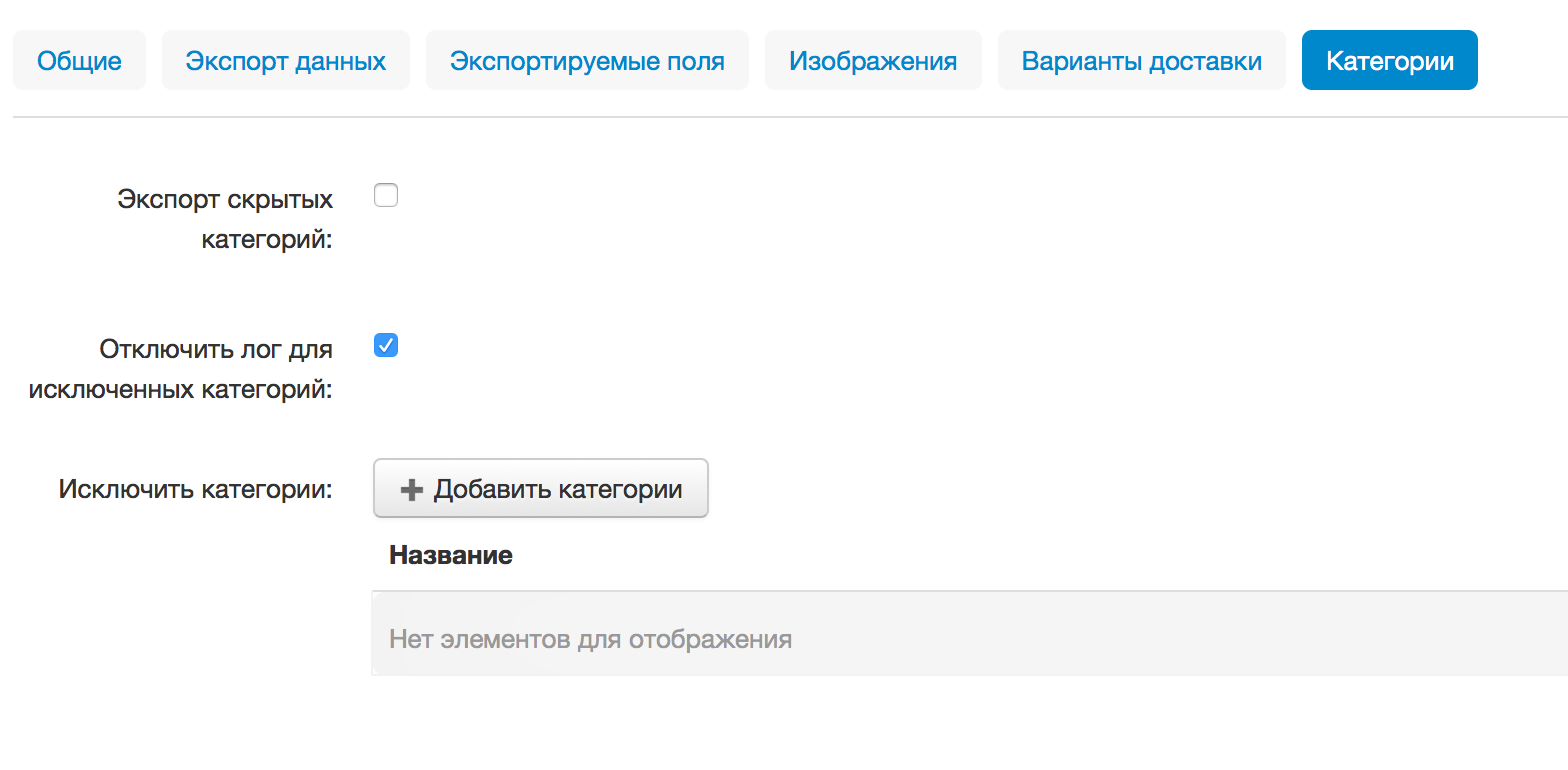 Общие Экспорт данных Экспортируемые поля Изображения Варианты доставки Категории
Экспорт скрытых
категорий:
Отключить лог для
исключенных категорий:
Исключить категории: Добавить категории
Название
Нет элементов для отображения